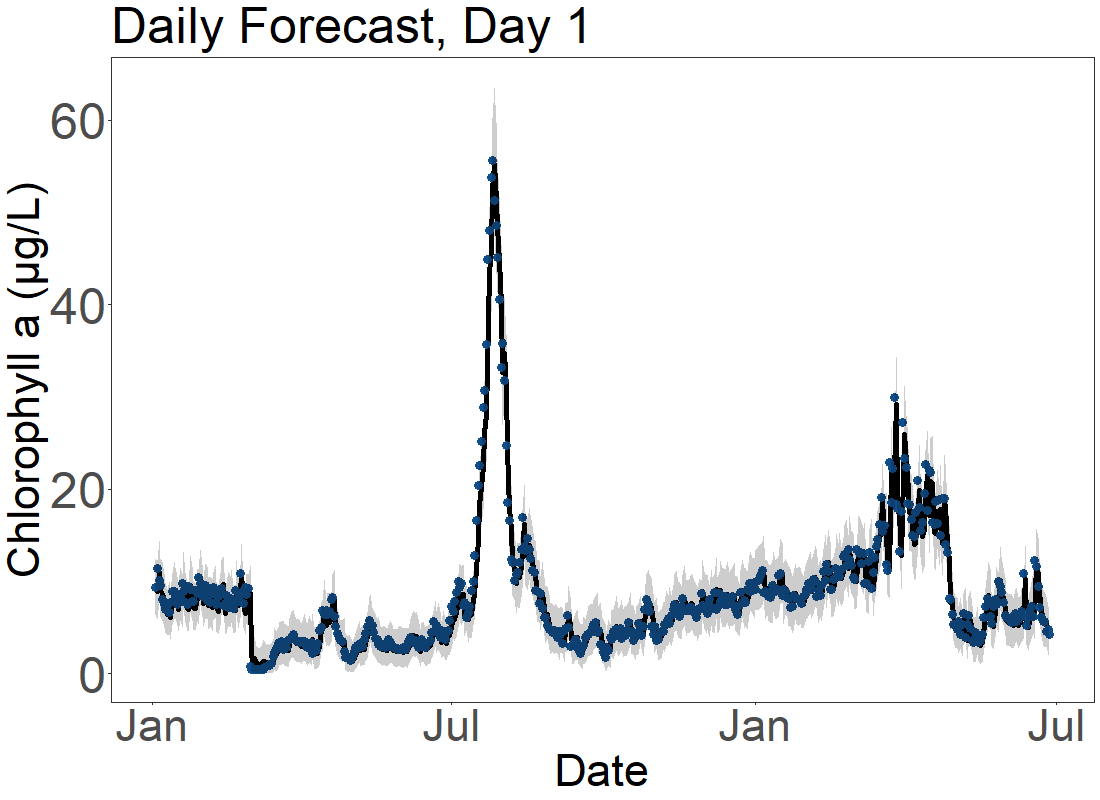 Daily Forecast, Day 1
Chlorophyll a (μg/L)
60
40
20
0
Jan
Jul
Jan
Jul
Date